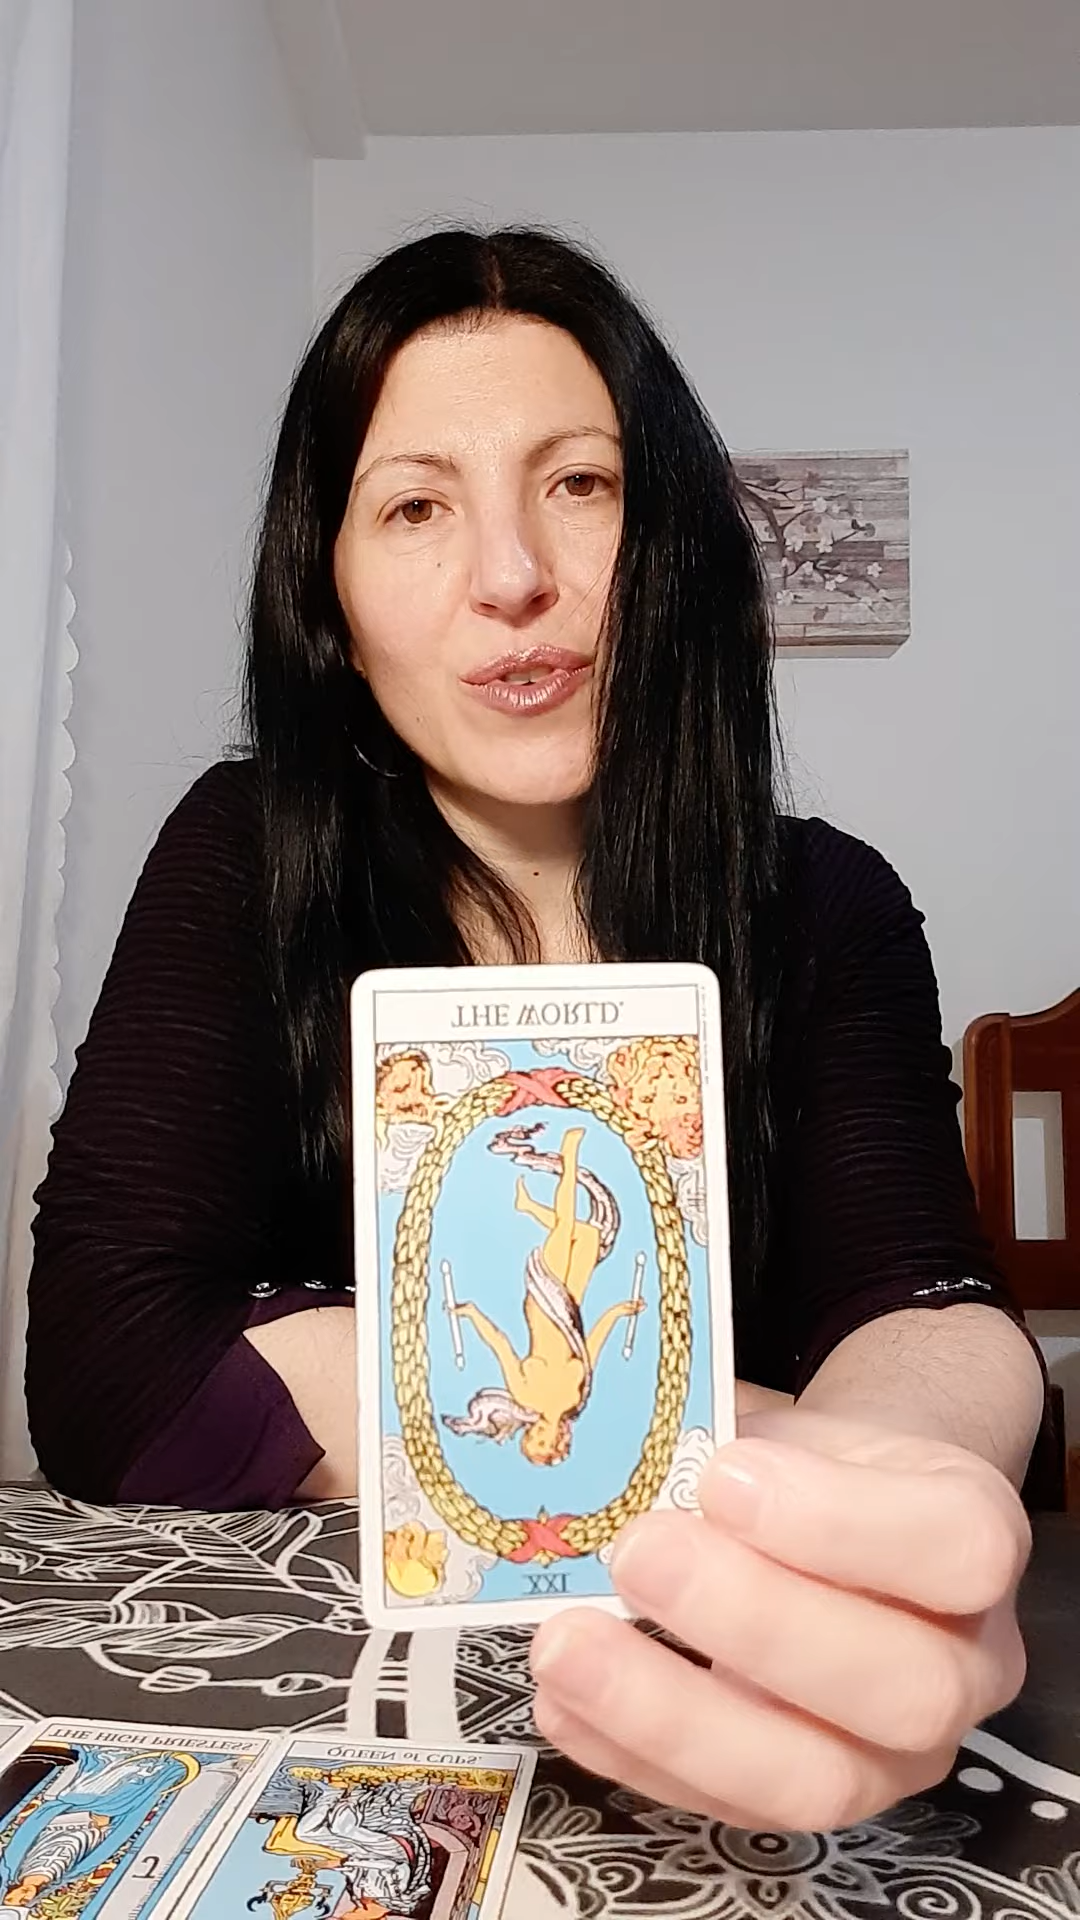 THE WORLD.
XXI
THE HIGH PRIESTESS.
QUEEN of CUPS.